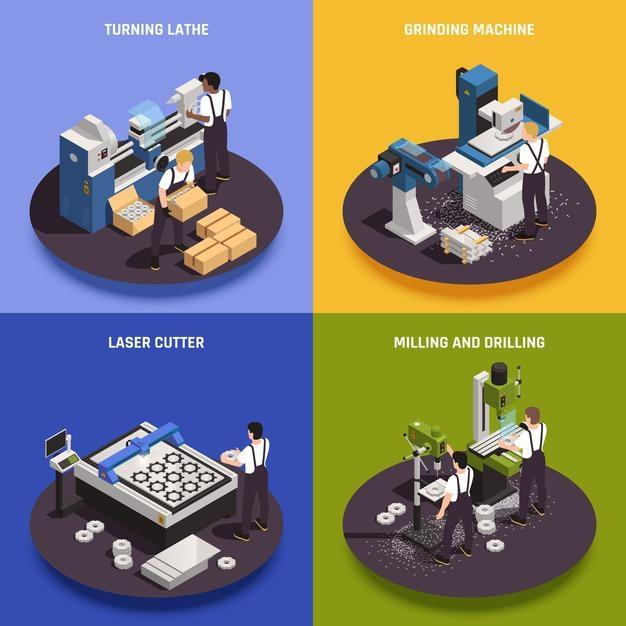 TURNING LATHE
GRINDING MACHINE
LASER CUTTER
MILLING AND DRILLING